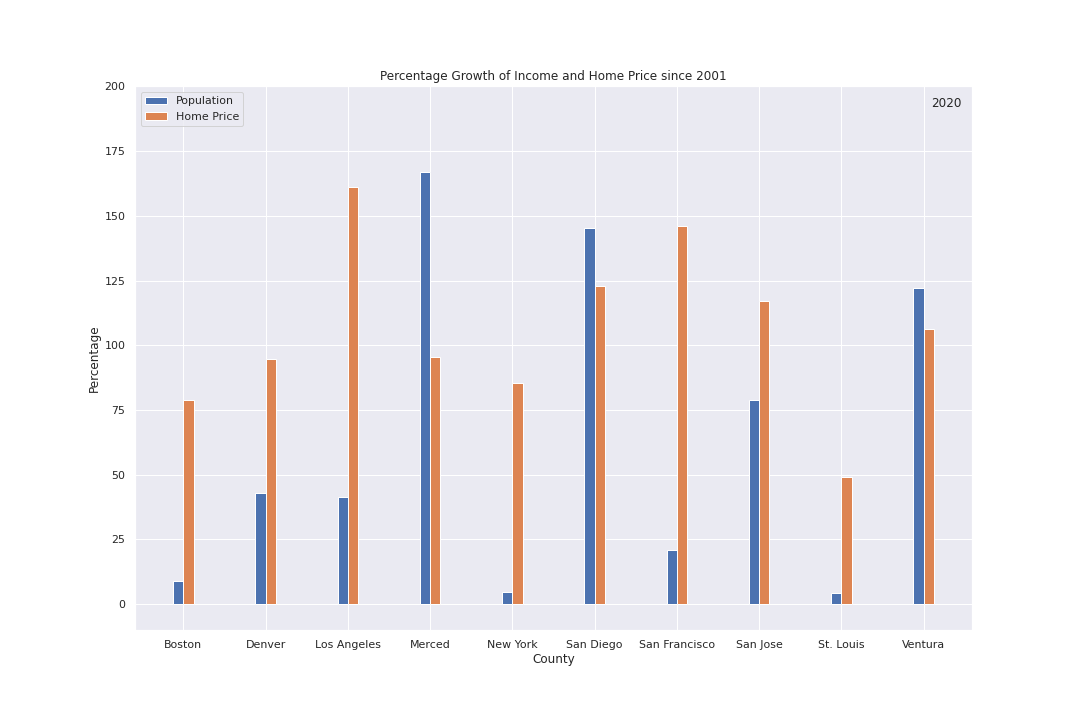 Percentage Growth of Income and Home Price since 2001
200
175
150
125
100
75
50
25
0
Percentage
Population
Home Price
2020
Boston Denver Los Angeles Merced New York San Diego San Francisco San Jose St. Louis Ventura
County